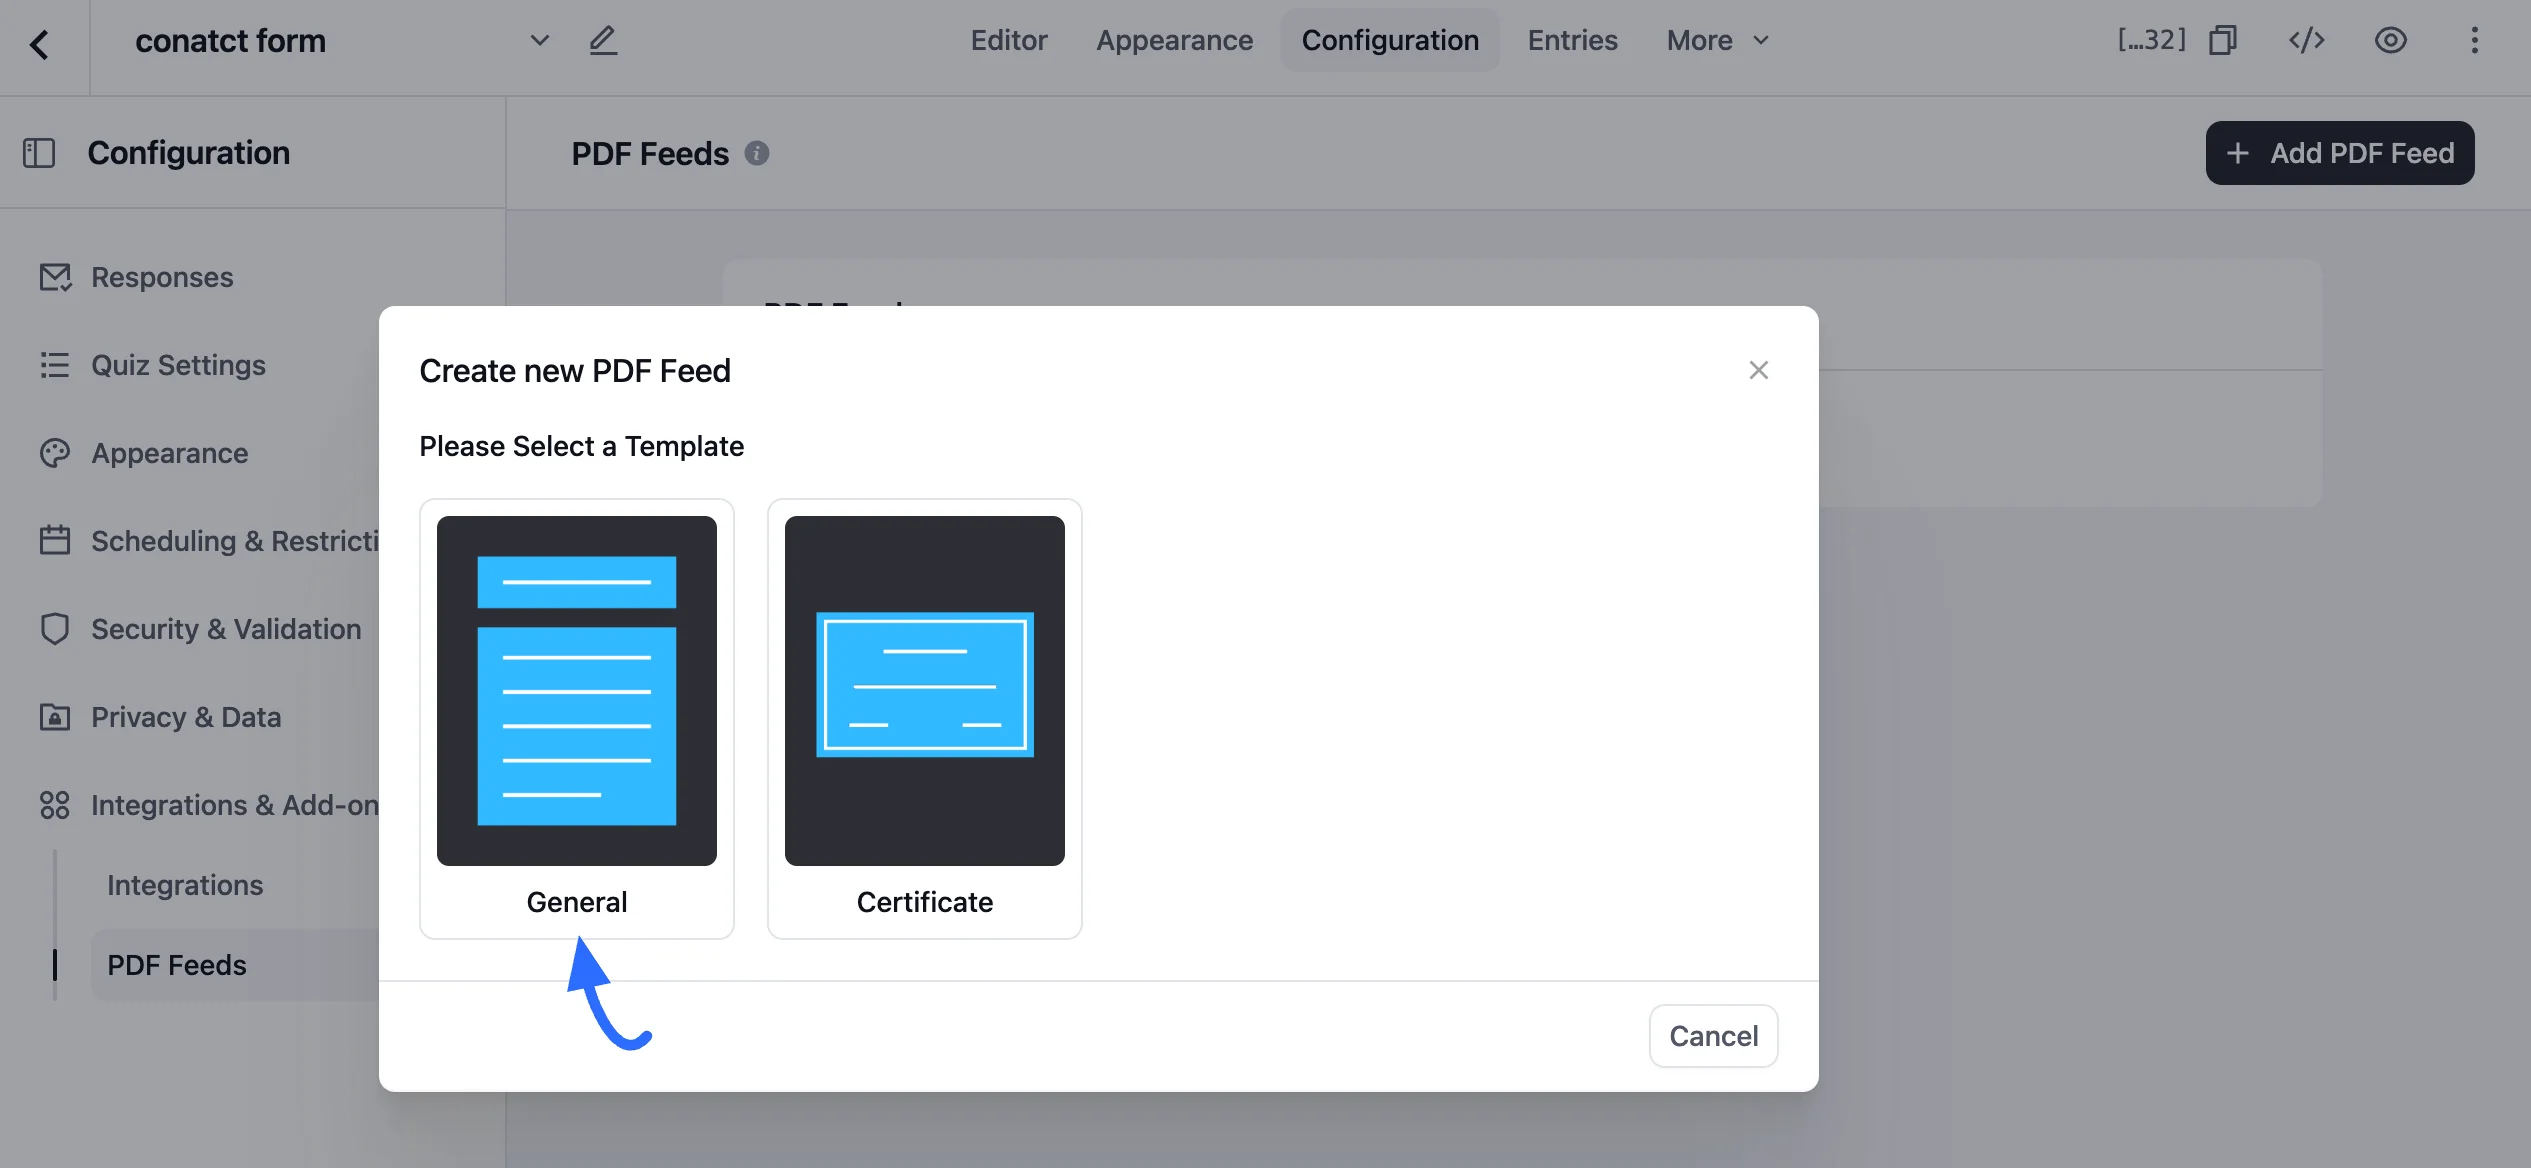 conatct form
Editor
Appearance
Configuration
Entries
More
[...32]
Configuration
PDF Feeds
Add PDF Feed
Responses
Quiz Settings
Appearance
Scheduling & Restricti
Security & Validation
Privacy & Data
Integrations & Add-on
Integrations
PDF Feeds
Create new PDF Feed
Please Select a Template
General
Certificate
Cancel